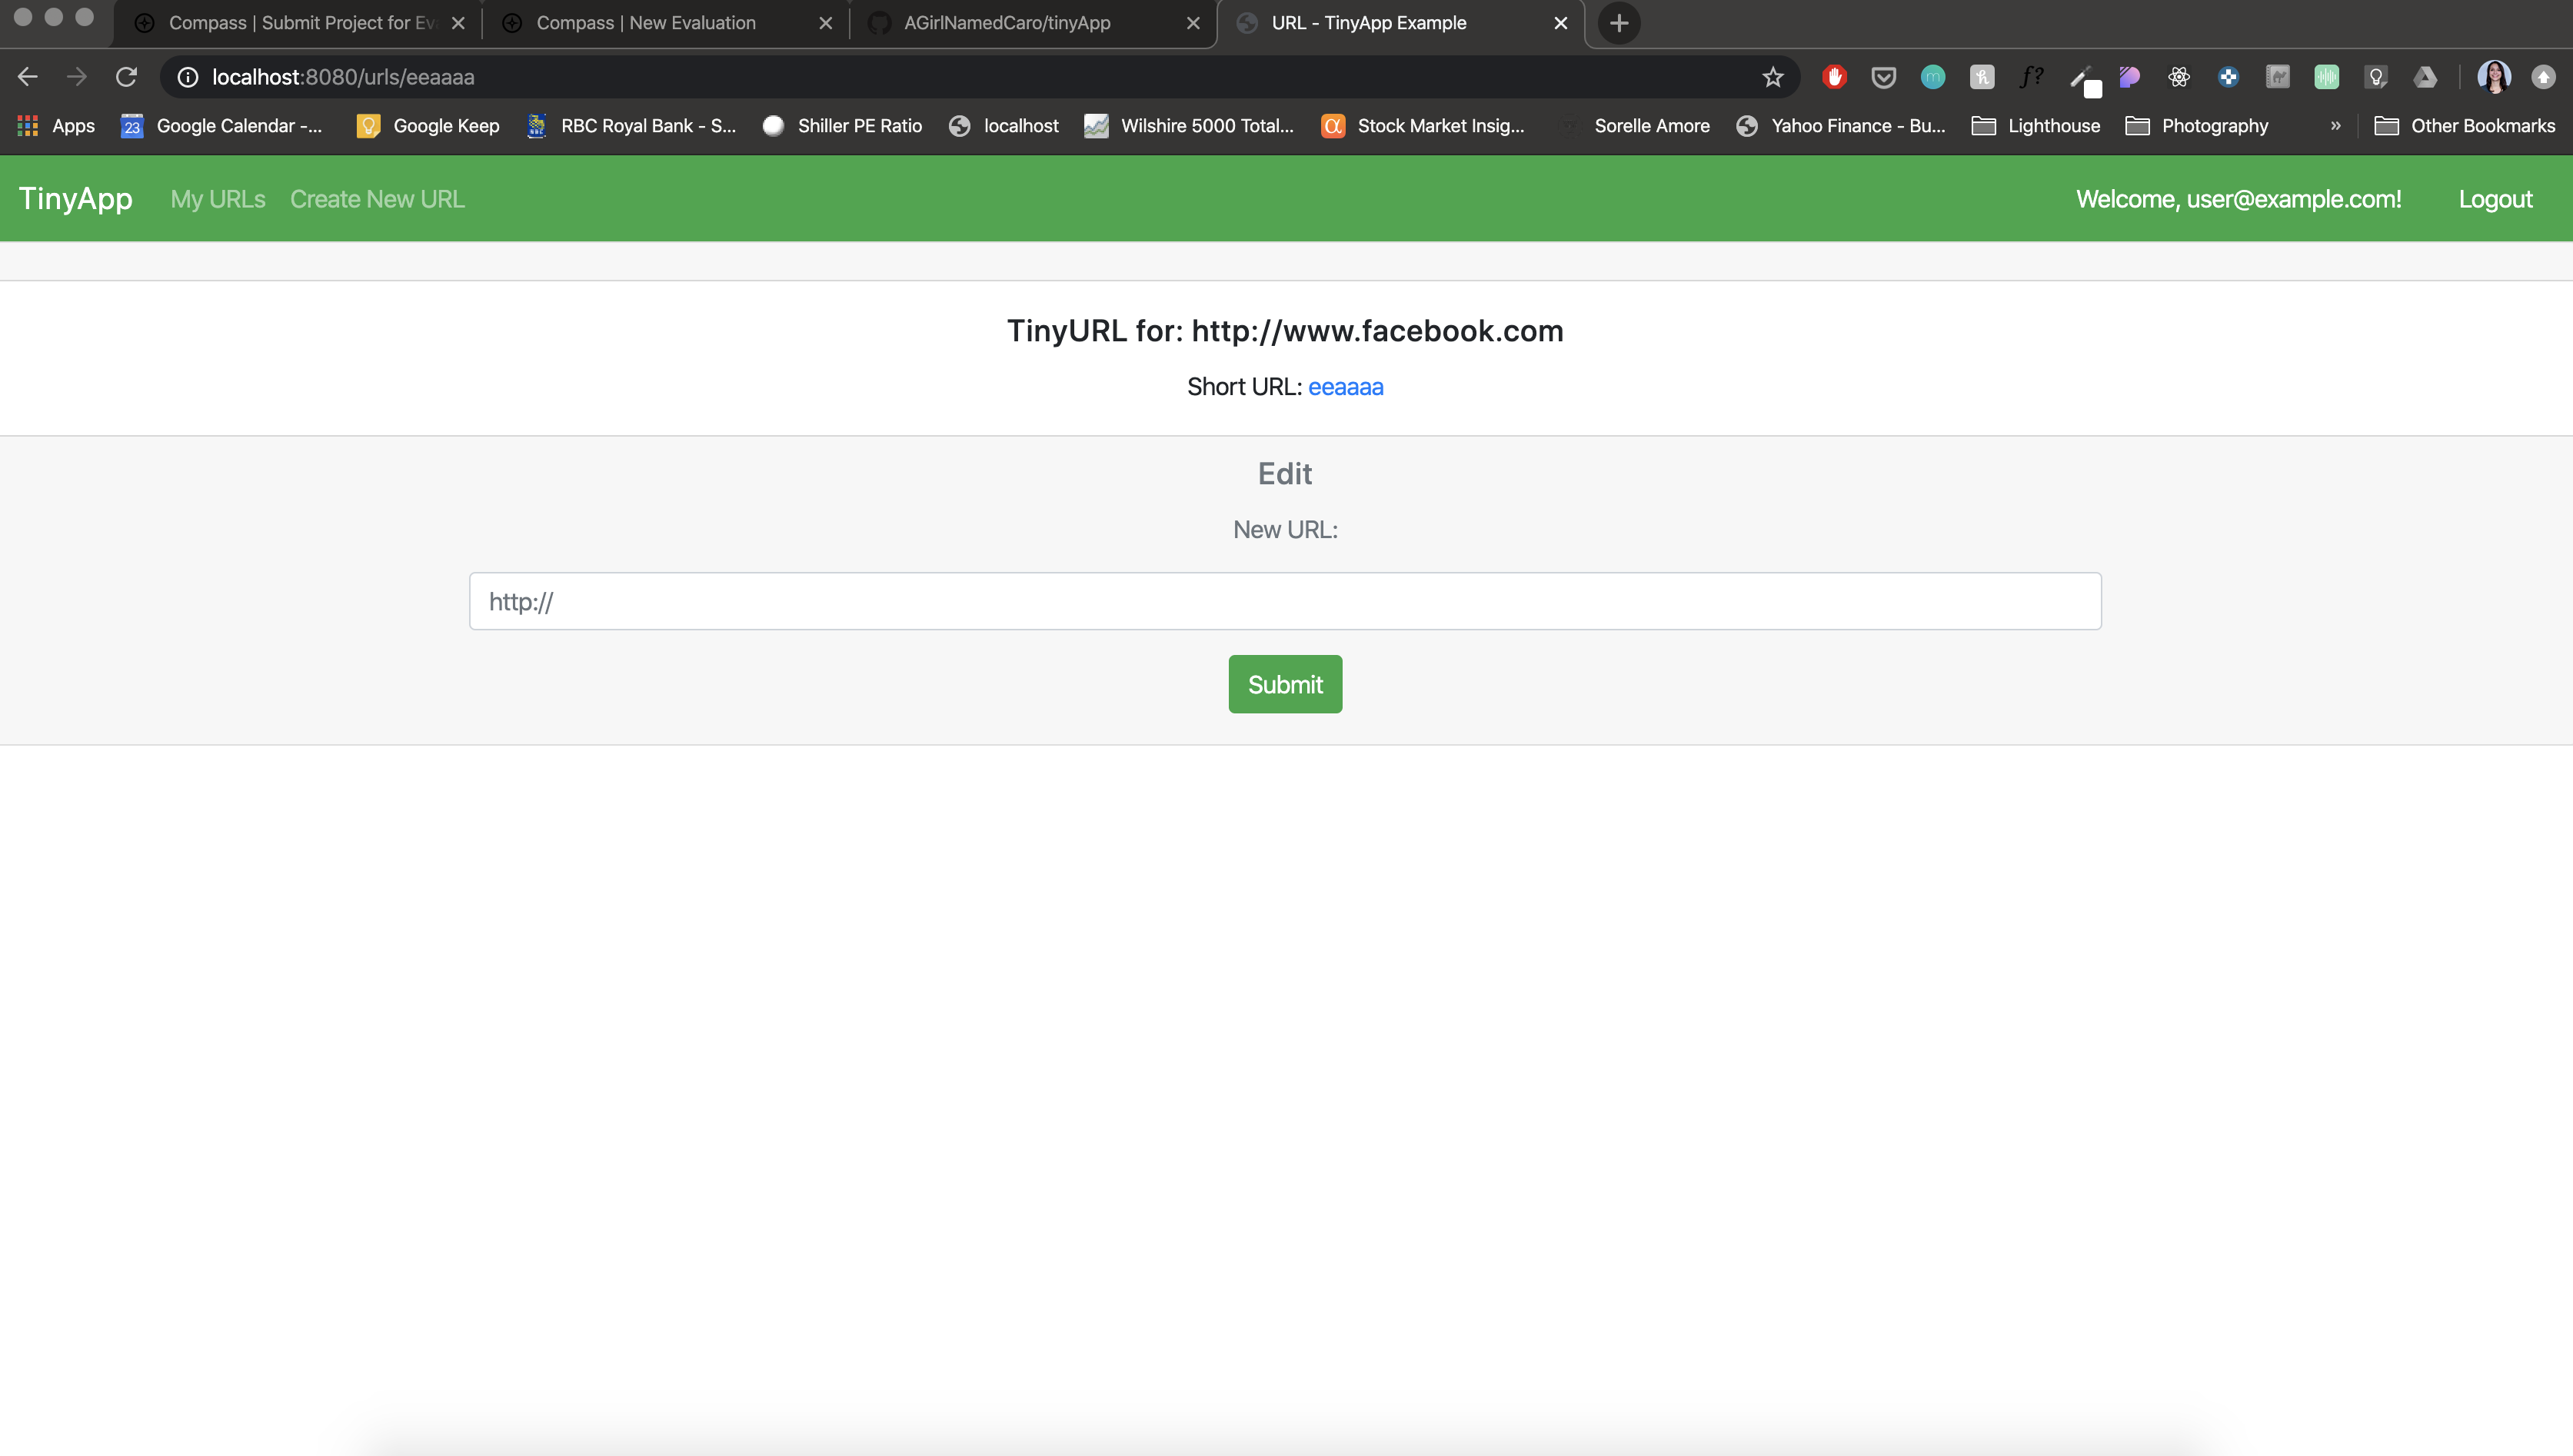 Compass | Submit Project for Ev
Compass | New Evaluation
AGirlNamedCaro/tinyApp
URL - TinyApp Example
localhost:8080/urls/eeaaaa
Apps
23
Google Calendar -...
Google Keep
RBC Royal Bank - S...
Shiller PE Ratio
localhost
Wilshire 5000 Total...
Stock Market Insig...
Sorelle Amore
Yahoo Finance - Bu...
Lighthouse
Photography
»
Other Bookmarks
TinyApp
My URLs
Create New URL
Welcome, user@example.com!
Logout
TinyURL for: http://www.facebook.com
Short URL: eeaaaa
Edit
New URL:
http://
Submit